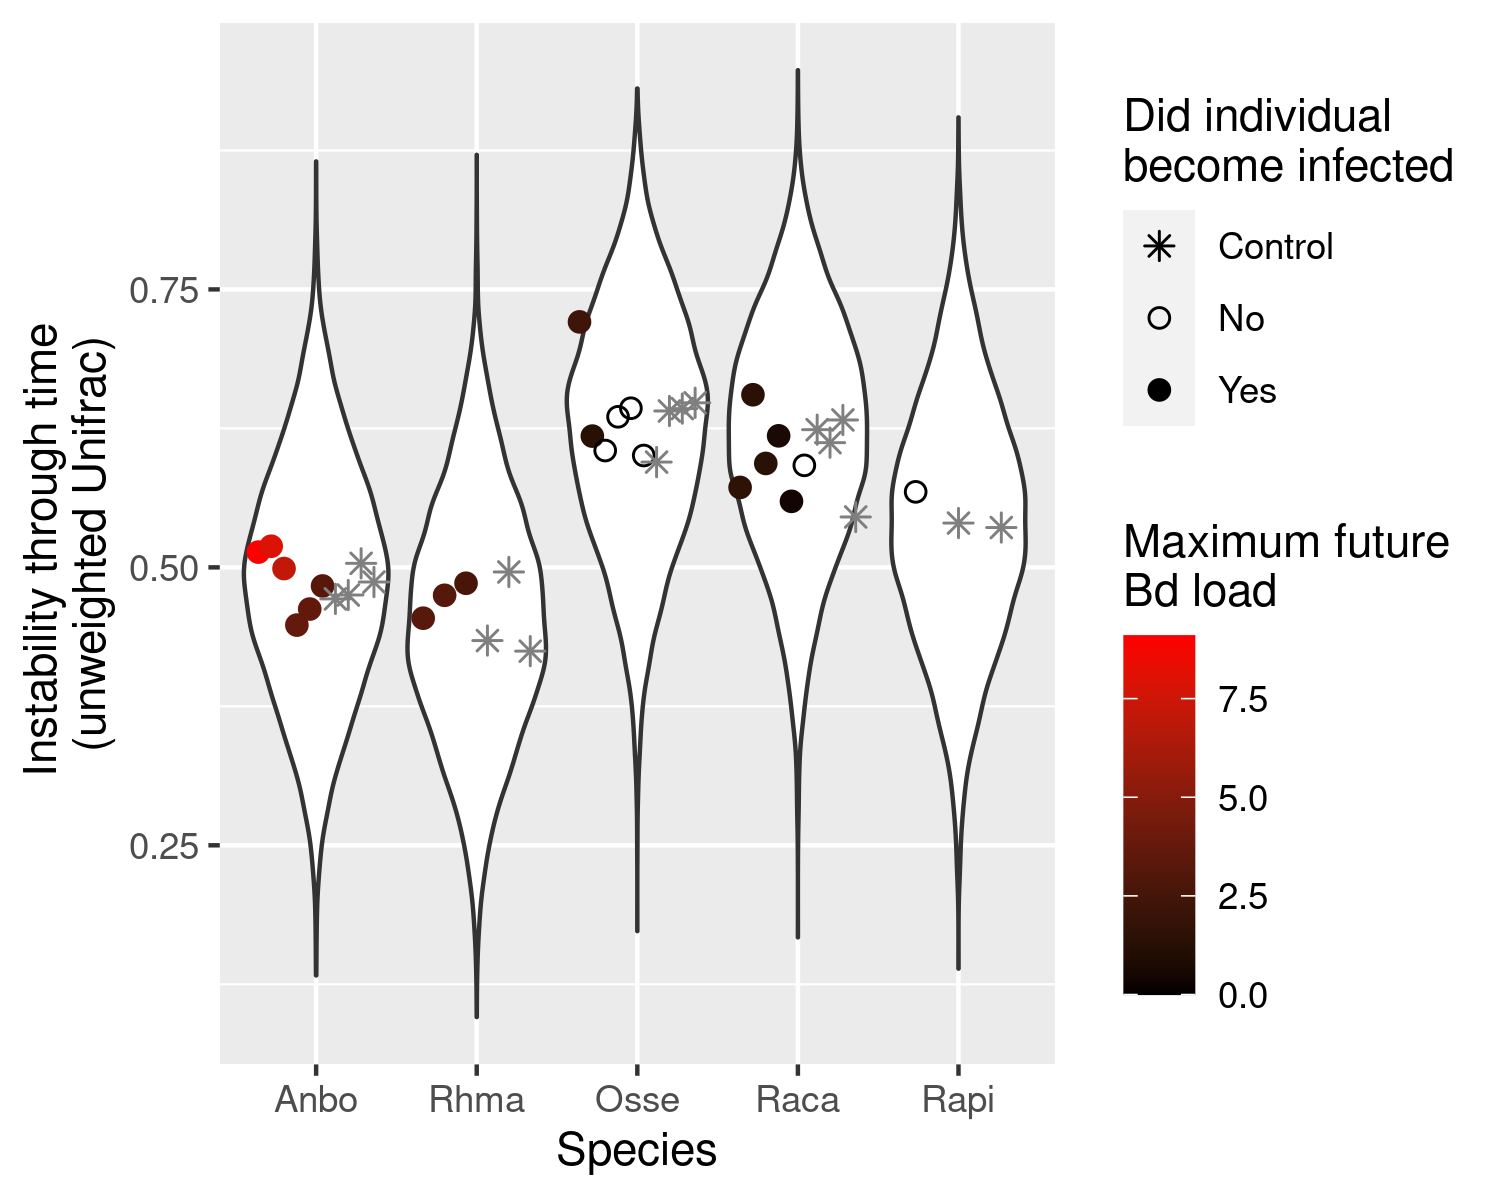 Instability through time
(unweighted Unifrac)
0.75
0.50
0.25
Anbo
Rhma
Osse
Raca
Rapi
Species
Did individual
become infected
Control
No
Yes
Maximum future
Bd load
7.5
5.0
2.5
0.0